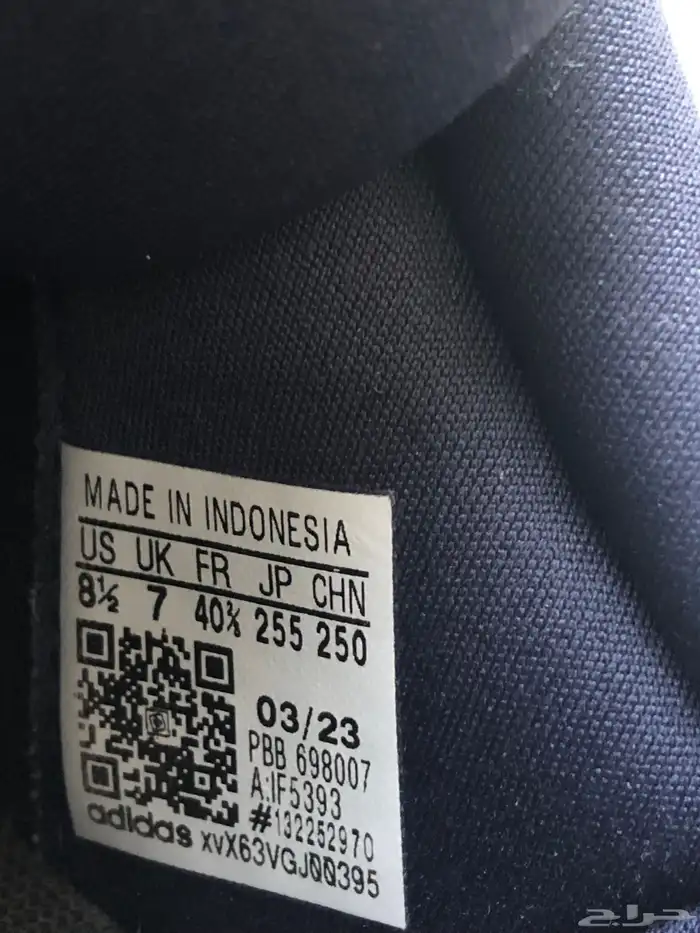 MADE IN INDONESIA
US UK FR JP CHN
8½ 7 40⅔ 255 250
03/23
PBB 698007
A:IF5393
#132252970
adidas xvX63VGJ00395
حراج